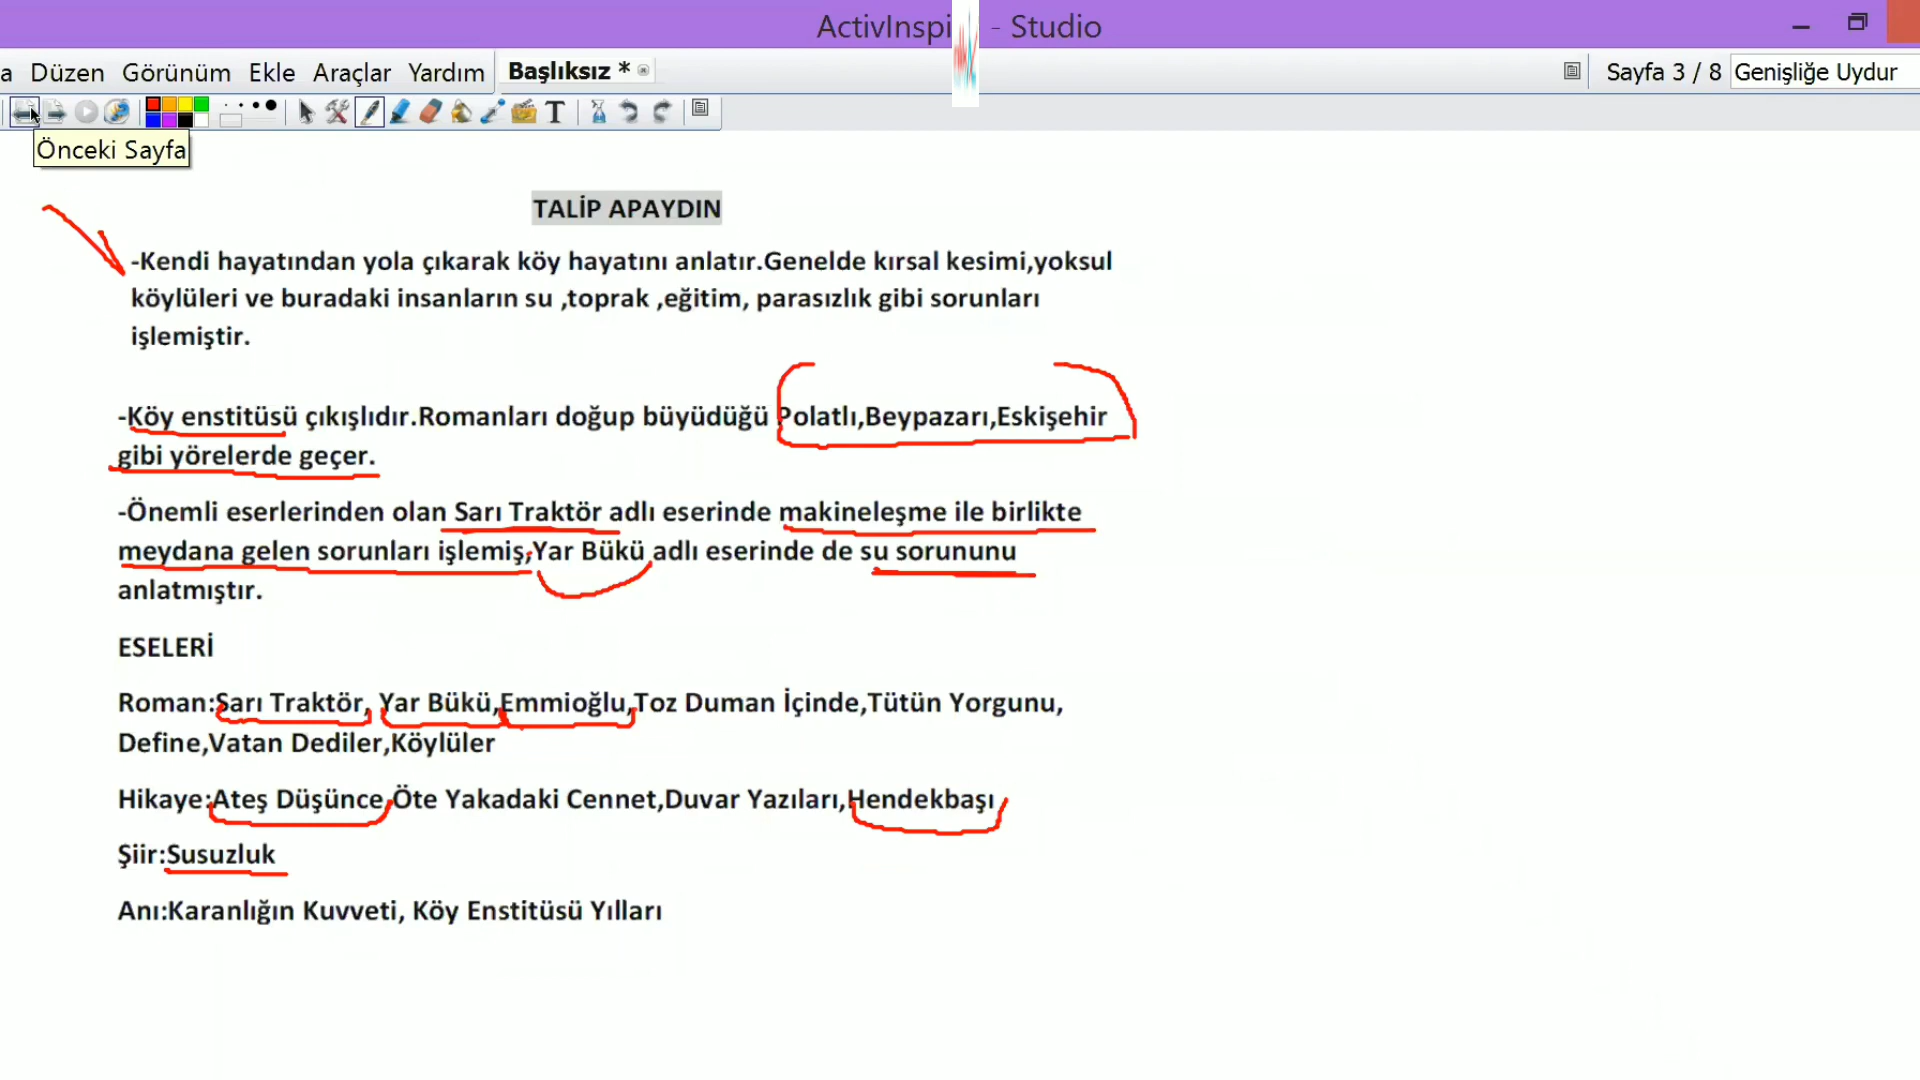 ActivInspi - Studio
a Düzen Görünüm Ekle Araçlar Yardım Başlıksız * Sayfa 3 / 8 Genişliğe Uydur
T
Önceki Sayfa
TALİP APAYDIN
-Kendi hayatından yola çıkarak köy hayatını anlatır.Genelde kırsal kesimi,yoksul
köylüleri ve buradaki insanların su ,toprak ,eğitim, parasızlık gibi sorunları
işlemiştir.
-Köy enstitüsü çıkışlıdır.Romanları doğup büyüdüğü Polatlı,Beypazarı,Eskişehir
gibi yörelerde geçer.
-Önemli eserlerinden olan Sarı Traktör adlı eserinde makineleşme ile birlikte
meydana gelen sorunları işlemiş,Yar Bükü adlı eserinde de su sorununu
anlatmıştır.
ESELERİ
Roman:Sarı Traktör, Yar Bükü,Emmioğlu,Toz Duman İçinde,Tütün Yorgunu,
Define,Vatan Dediler,Köylüler
Hikaye:Ateş Düşünce,Öte Yakadaki Cennet,Duvar Yazıları,Hendekbaşı
Şiir:Susuzluk
Anı:Karanlığın Kuvveti, Köy Enstitüsü Yılları